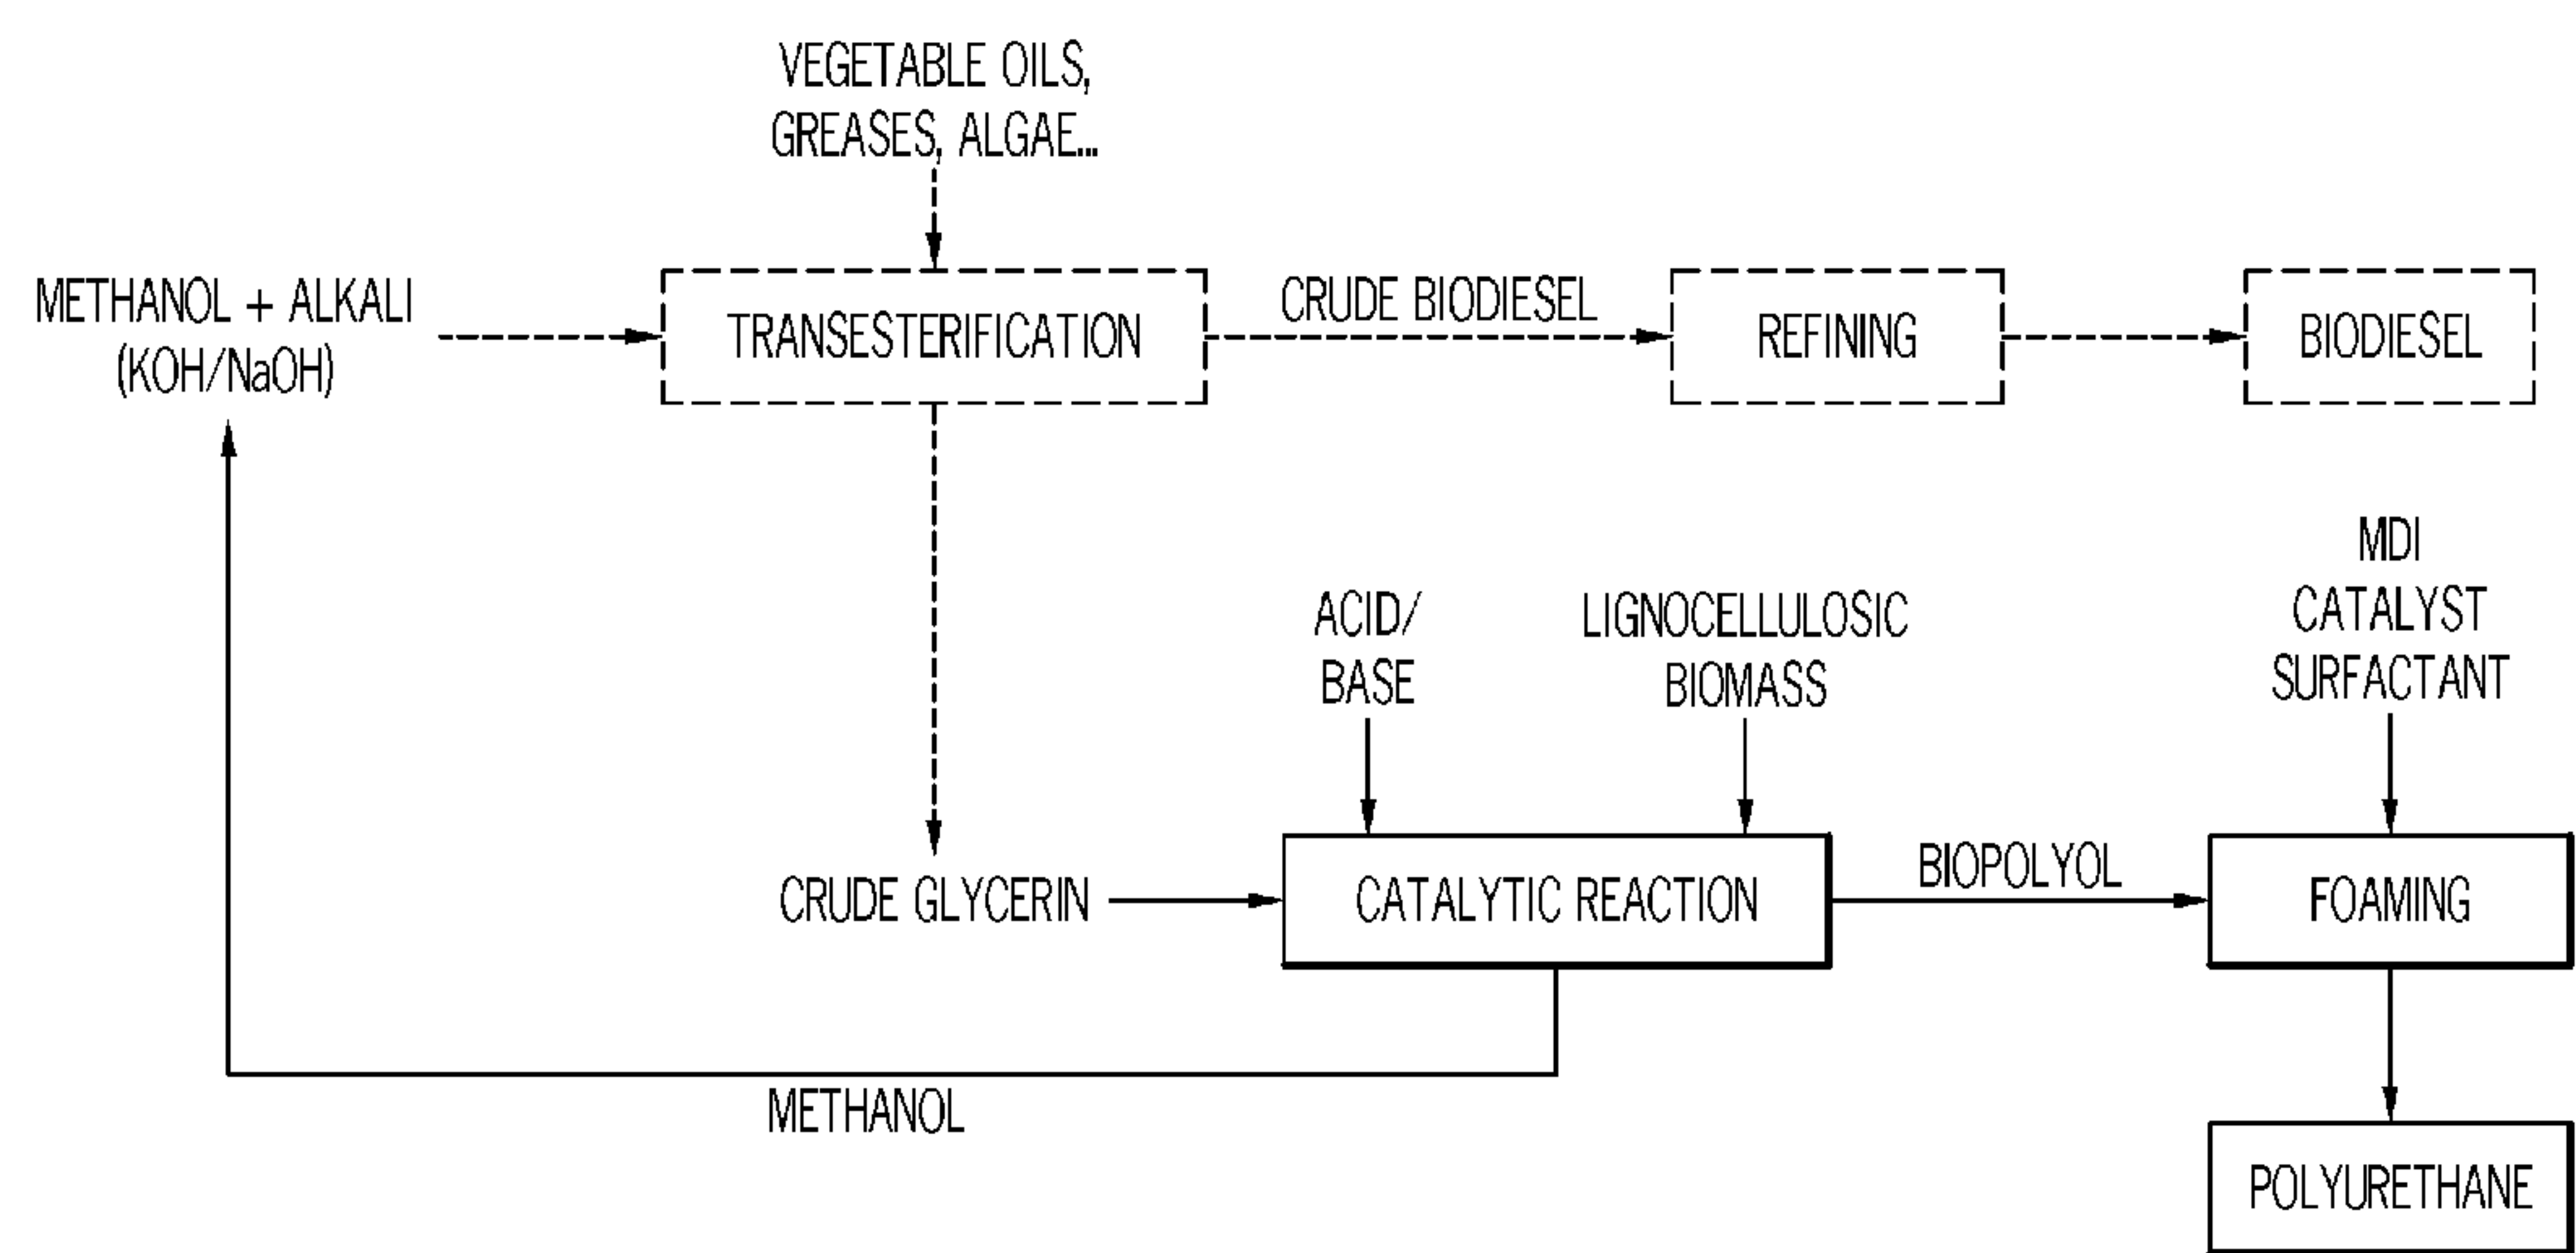 VEGETABLE OILS,
GREASES, ALGAE...
METHANOL + ALKALI
(KOH/NaOH)
TRANSESTERIFICATION
CRUDE BIODIESEL
REFINING
BIODIESEL
MDI
CATALYST
SURFACTANT
ACID/
BASE
LIGNOCELLULOSIC
BIOMASS
CRUDE GLYCERIN
CATALYTIC REACTION
BIOPOLYOL
FOAMING
METHANOL
POLYURETHANE